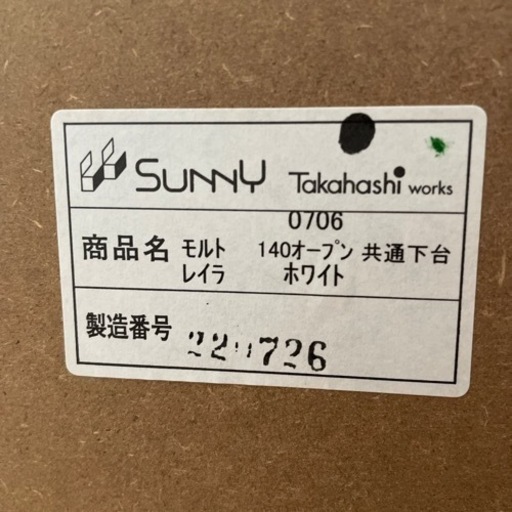 SUNNY Takahashi works
0706
商品名 モルト 140オープン 共通下台
レイラ ホワイト
製造番号